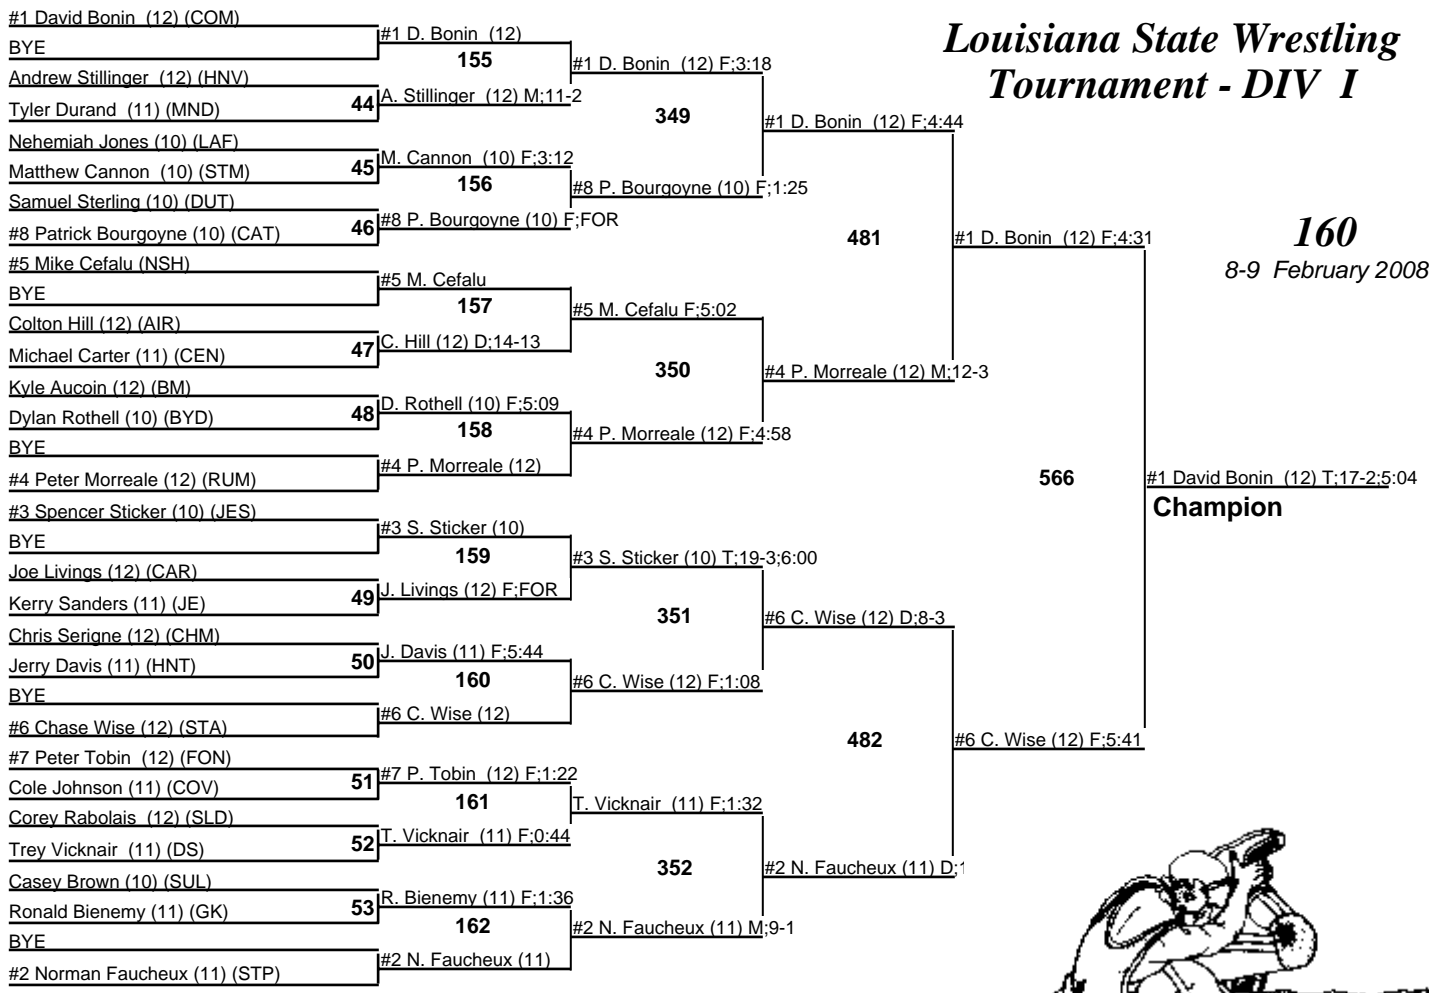 Louisiana State Wrestling
Tournament - DIV I
160
8-9 February 2008
#1 David Bonin (12) (COM)
BYE
Andrew Stillinger (12) (HNV)
Tyler Durand (11) (MND)
Nehemiah Jones (10) (LAF)
Matthew Cannon (10) (STM)
Samuel Sterling (10) (DUT)
#8 Patrick Bourgoyne (10) (CAT)
#5 Mike Cefalu (NSH)
BYE
Colton Hill (12) (AIR)
Michael Carter (11) (CEN)
Kyle Aucoin (12) (BM)
Dylan Rothell (10) (BYD)
BYE
#4 Peter Morreale (12) (RUM)
#3 Spencer Sticker (10) (JES)
BYE
Joe Livings (12) (CAR)
Kerry Sanders (11) (JE)
Chris Serigne (12) (CHM)
Jerry Davis (11) (HNT)
BYE
#6 Chase Wise (12) (STA)
#7 Peter Tobin (12) (FON)
Cole Johnson (11) (COV)
Corey Rabolais (12) (SLD)
Trey Vicknair (11) (DS)
Casey Brown (10) (SUL)
Ronald Bienemy (11) (GK)
BYE
#2 Norman Faucheux (11) (STP)
#1 D. Bonin (12)
155
44 A. Stillinger (12) M;11-2
45 M. Cannon (10) F;3:12
156
46 #8 P. Bourgoyne (10) F;FOR
#5 M. Cefalu
157
47 C. Hill (12) D;14-13
48 D. Rothell (10) F;5:09
158
#4 P. Morreale (12)
#3 S. Sticker (10)
159
49 J. Livings (12) F;FOR
50 J. Davis (11) F;5:44
160
#6 C. Wise (12)
51 #7 P. Tobin (12) F;1:22
161
52 T. Vicknair (11) F;0:44
53 R. Bienemy (11) F;1:36
162
#2 N. Faucheux (11)
#1 D. Bonin (12) F;3:18
349
#8 P. Bourgoyne (10) F;1:25
#5 M. Cefalu F;5:02
350
#4 P. Morreale (12) F;4:58
#3 S. Sticker (10) T;19-3;6:00
351
#6 C. Wise (12) F;1:08
T. Vicknair (11) F;1:32
352
#2 N. Faucheux (11) M;9-1
#1 D. Bonin (12) F;4:44
481
#4 P. Morreale (12) M;12-3
#6 C. Wise (12) D;8-3
482
#2 N. Faucheux (11)
#1 D. Bonin (12) F;4:31
566
#6 C. Wise (12) F;5:41
#1 David Bonin (12) T;17-2;5:04
Champion